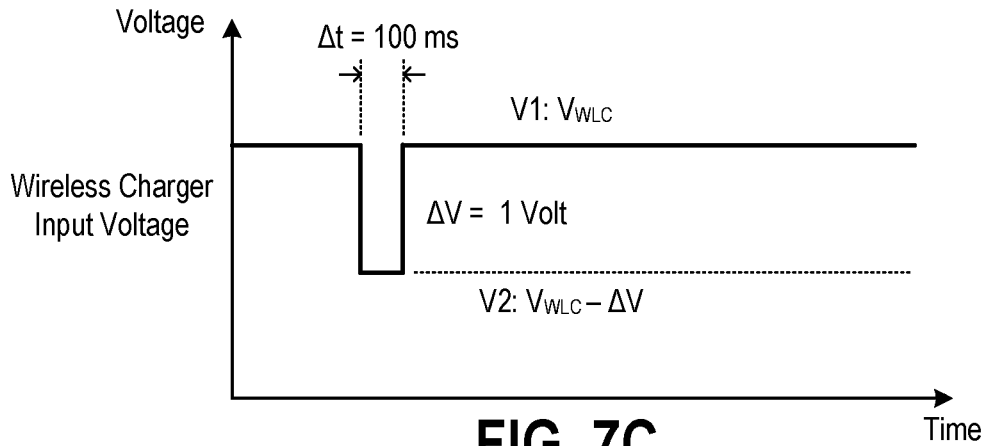 Voltage
Δt = 100 ms
V1: VWLC
Wireless Charger
Input Voltage
ΔV = 1 Volt
V2: VWLC – ΔV
Time
FIG. 7C